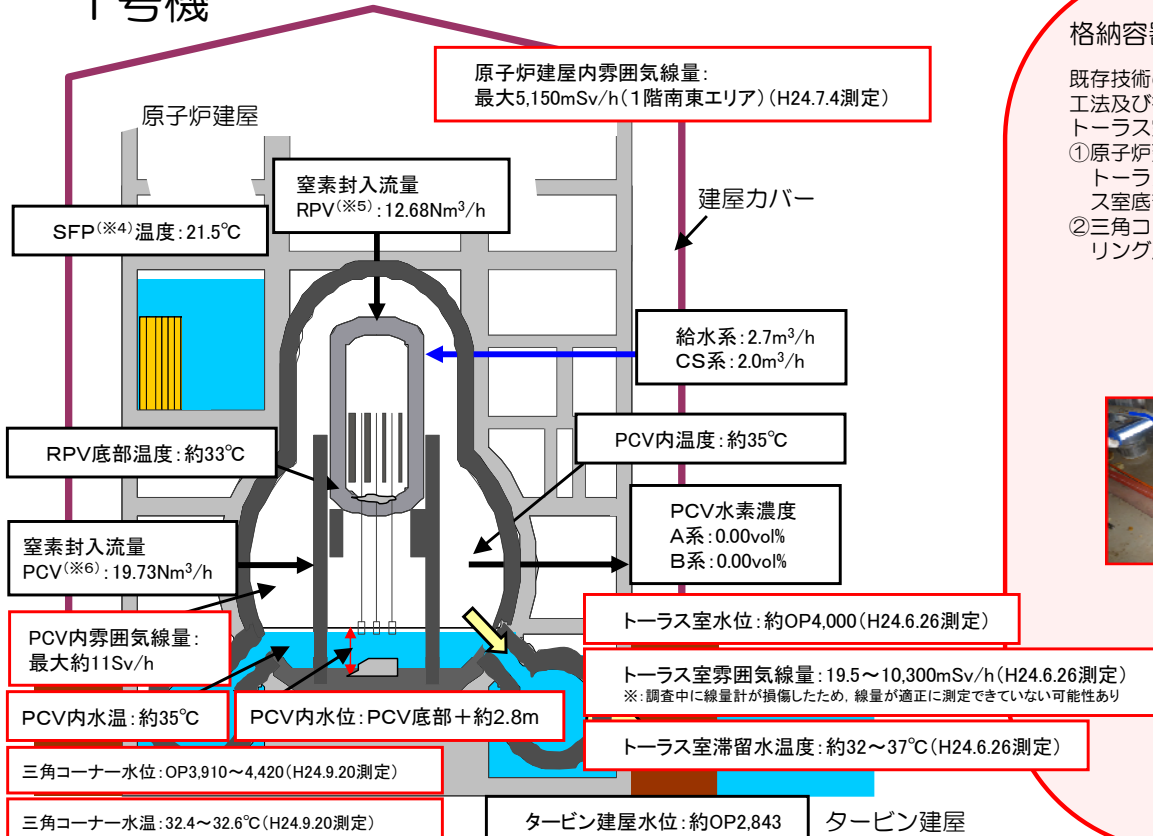 1号機
原子炉建屋内雰囲気線量:
最大5,150mSv/h(1階南東エリア)(H24.7.4測定)
原子炉建屋
窒素封入流量
RPV(※5):12.68Nm³/h
建屋カバー
SFP(※4)温度:21.5℃
給水系:2.7m³/h
CS系:2.0m³/h
RPV底部温度:約33℃
PCV内温度:約35℃
PCV水素濃度
A系:0.00vol%
B系:0.00vol%
窒素封入流量
PCV(※6):19.73Nm³/h
PCV内雰囲気線量:
最大約11Sv/h
トーラス室水位:約OP4,000(H24.6.26測定)
トーラス室雰囲気線量:19.5~10,300mSv/h(H24.6.26測定)
※:調査中に線量計が損傷したため,線量が適正に測定できていない可能性あり
PCV内水温:約35℃
PCV内水位:PCV底部+約2.8m
トーラス室滞留水温度:約32~37℃(H24.6.26測定)
三角コーナー水位:OP3,910~4,420(H24.9.20測定)
三角コーナー水温:32.4~32.6℃(H24.9.20測定)
タービン建屋水位:約OP2,843
タービン建屋
格納容
既存技術
工法及び
トーラス
①原子炉
トーラ
ス室底
②三角コ
リング